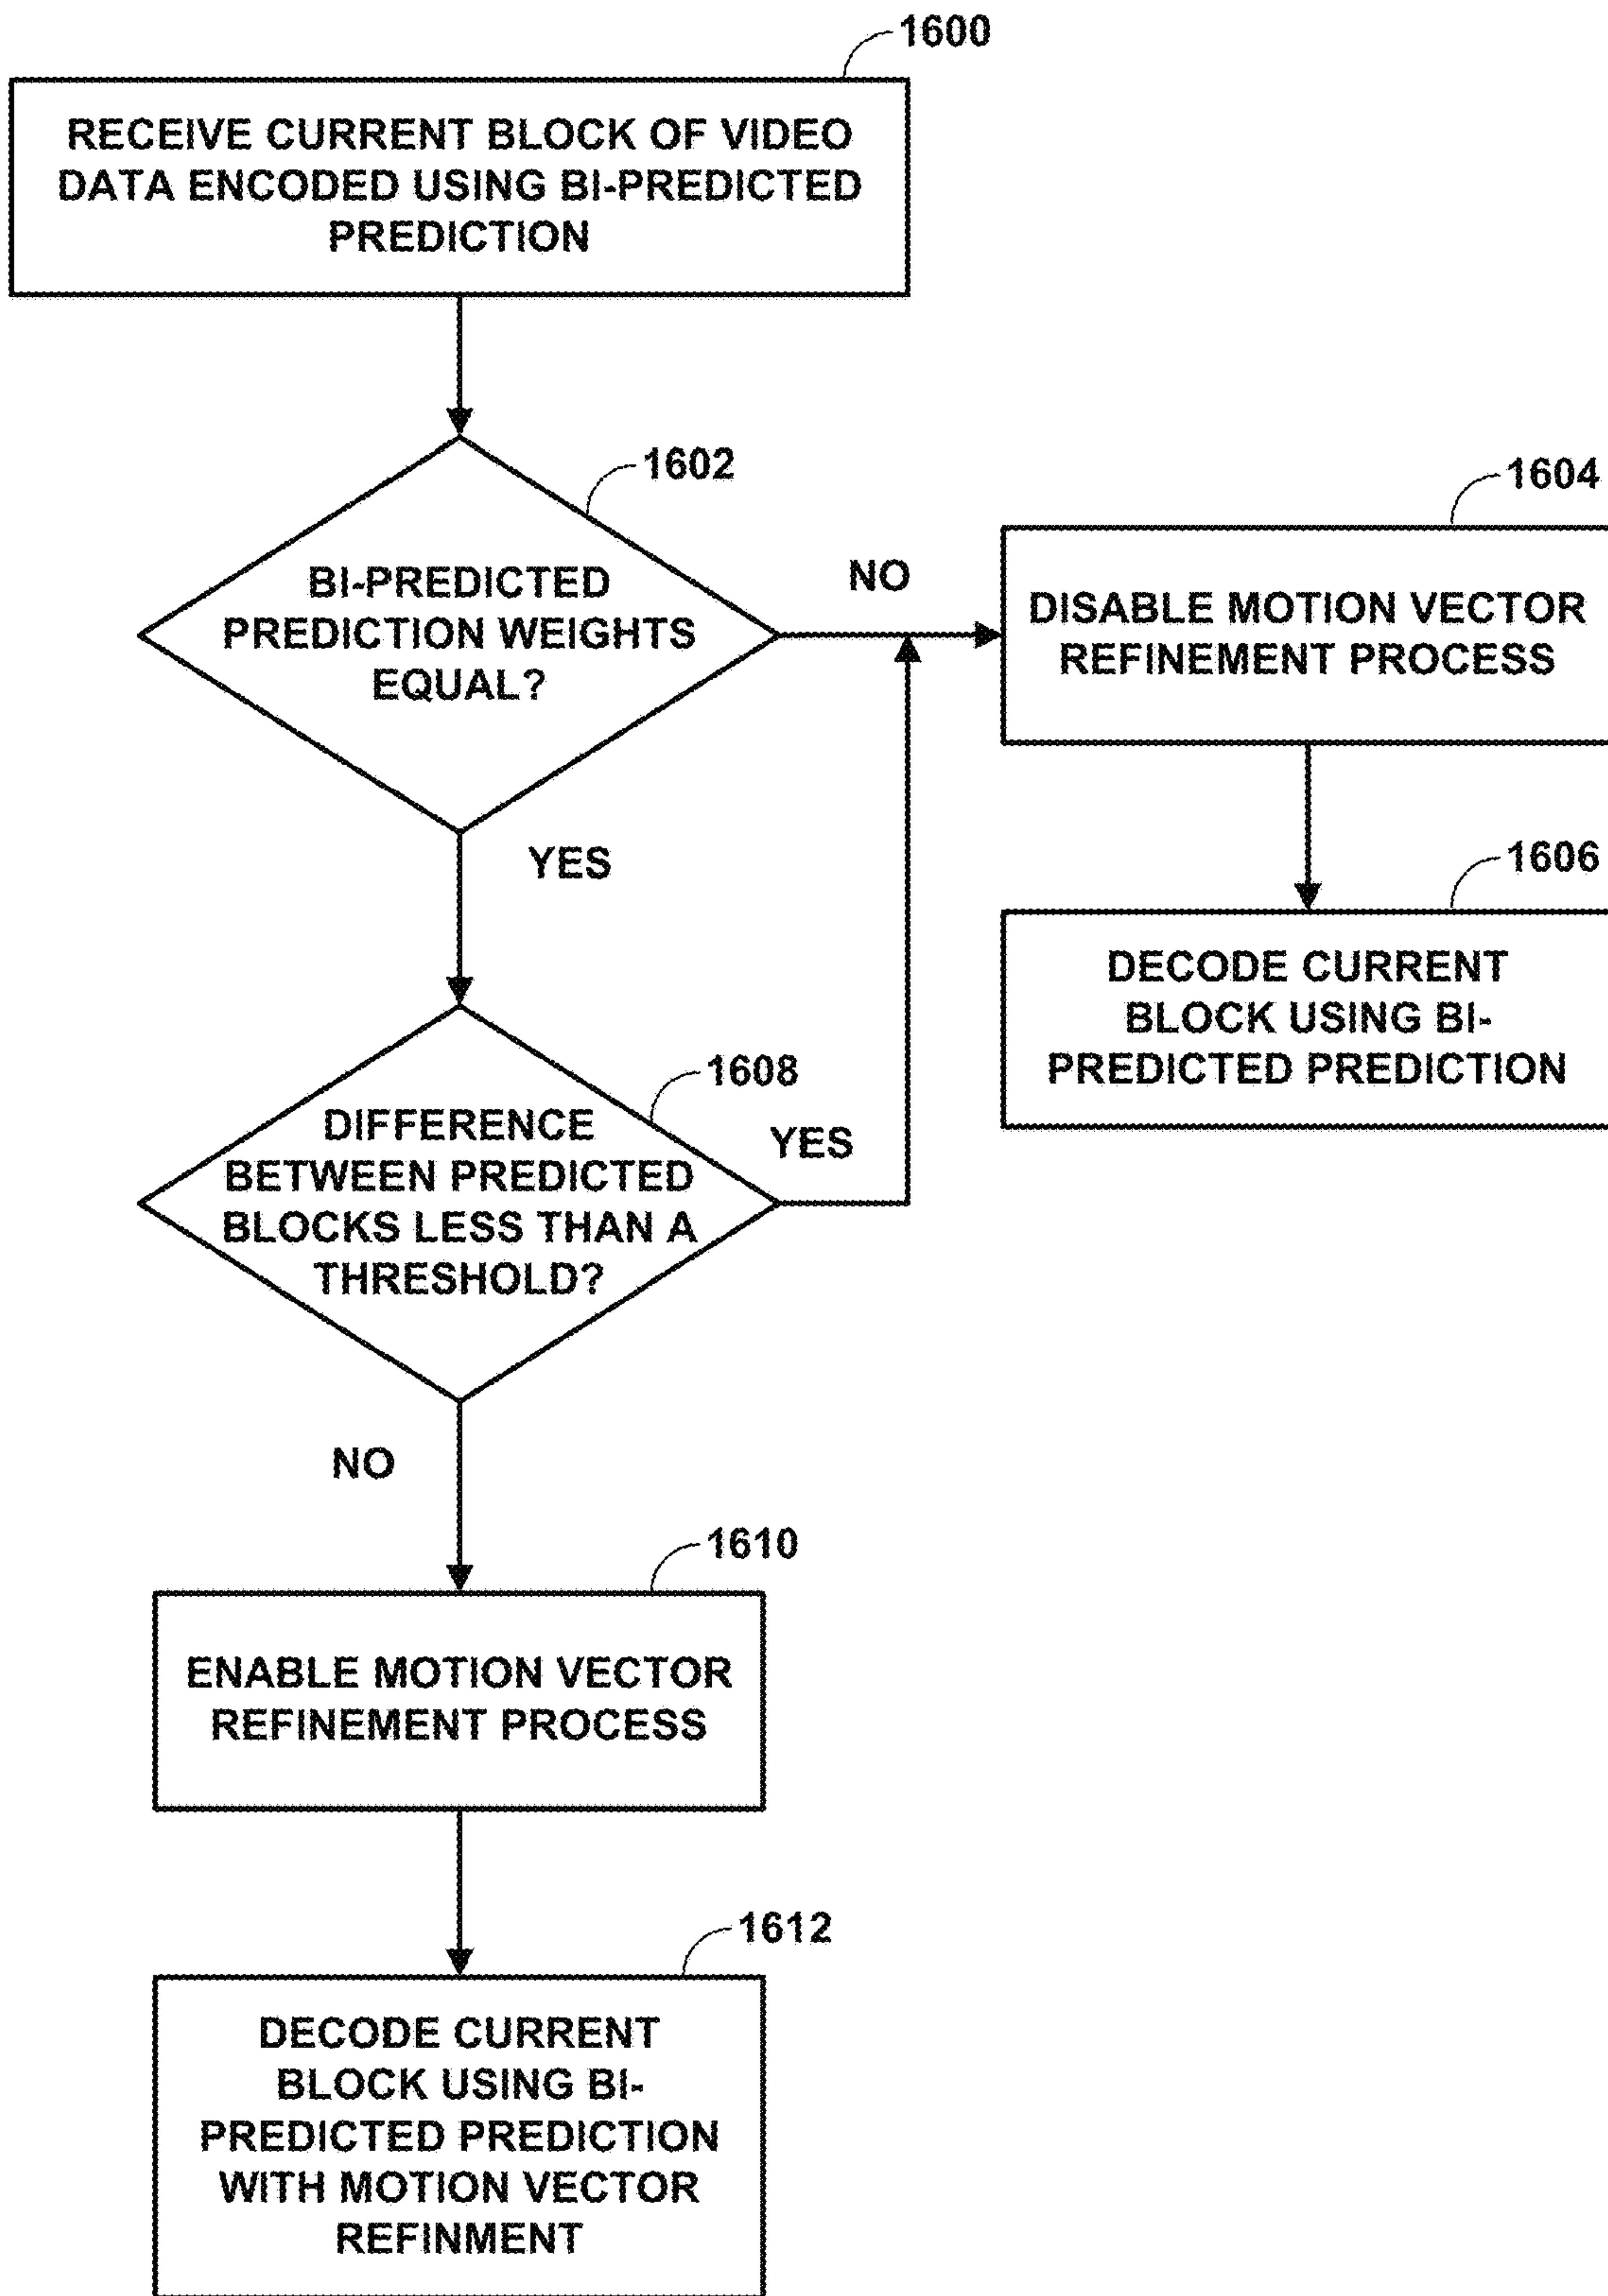 1600
RECEIVE CURRENT BLOCK OF VIDEO
DATA ENCODED USING BI-PREDICTED
PREDICTION
1602
BI-PREDICTED
PREDICTION WEIGHTS
EQUAL?
NO
1604
DISABLE MOTION VECTOR
REFINEMENT PROCESS
YES
1606
DECODE CURRENT
BLOCK USING BI-
PREDICTED PREDICTION
1608
DIFFERENCE
BETWEEN PREDICTED
BLOCKS LESS THAN A
THRESHOLD?
YES
NO
1610
ENABLE MOTION VECTOR
REFINEMENT PROCESS
1612
DECODE CURRENT
BLOCK USING BI-
PREDICTED PREDICTION
WITH MOTION VECTOR
REFINMENT